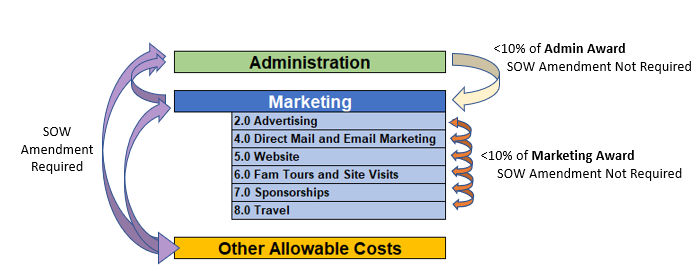 <10% of Admin Award
SOW Amendment Not Required
Administration
Marketing
2.0 Advertising
4.0 Direct Mail and Email Marketing
5.0 Website
6.0 Fam Tours and Site Visits
7.0 Sponsorships
8.0 Travel
SOW
Amendment
Required
<10% of Marketing Award
SOW Amendment Not Required
Other Allowable Costs